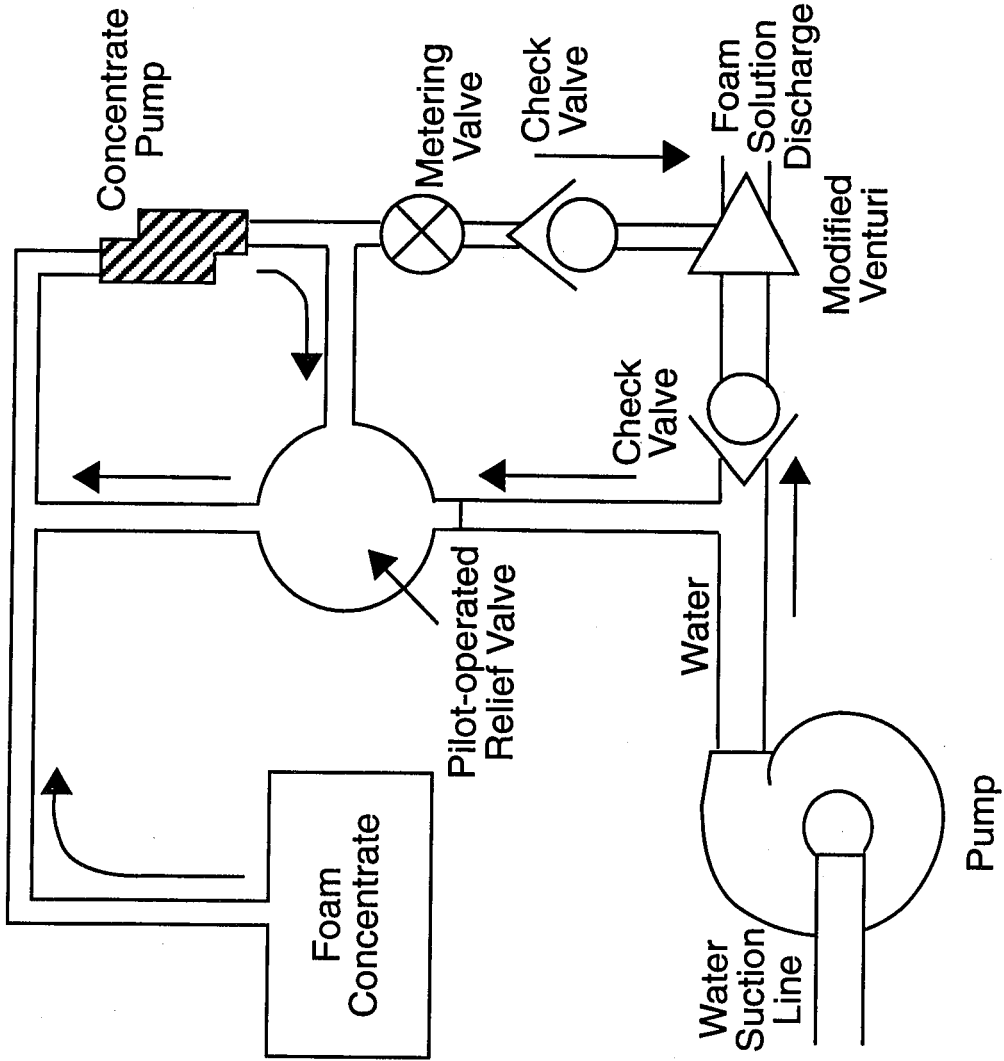 Concentrate
Pump
Metering
Valve
Check
Valve
Foam
Solution
Discharge
Modified
Venturi
Check
Valve
Pilot-operated
Relief Valve
Water
Foam
Concentrate
Water
Suction
Line
Pump